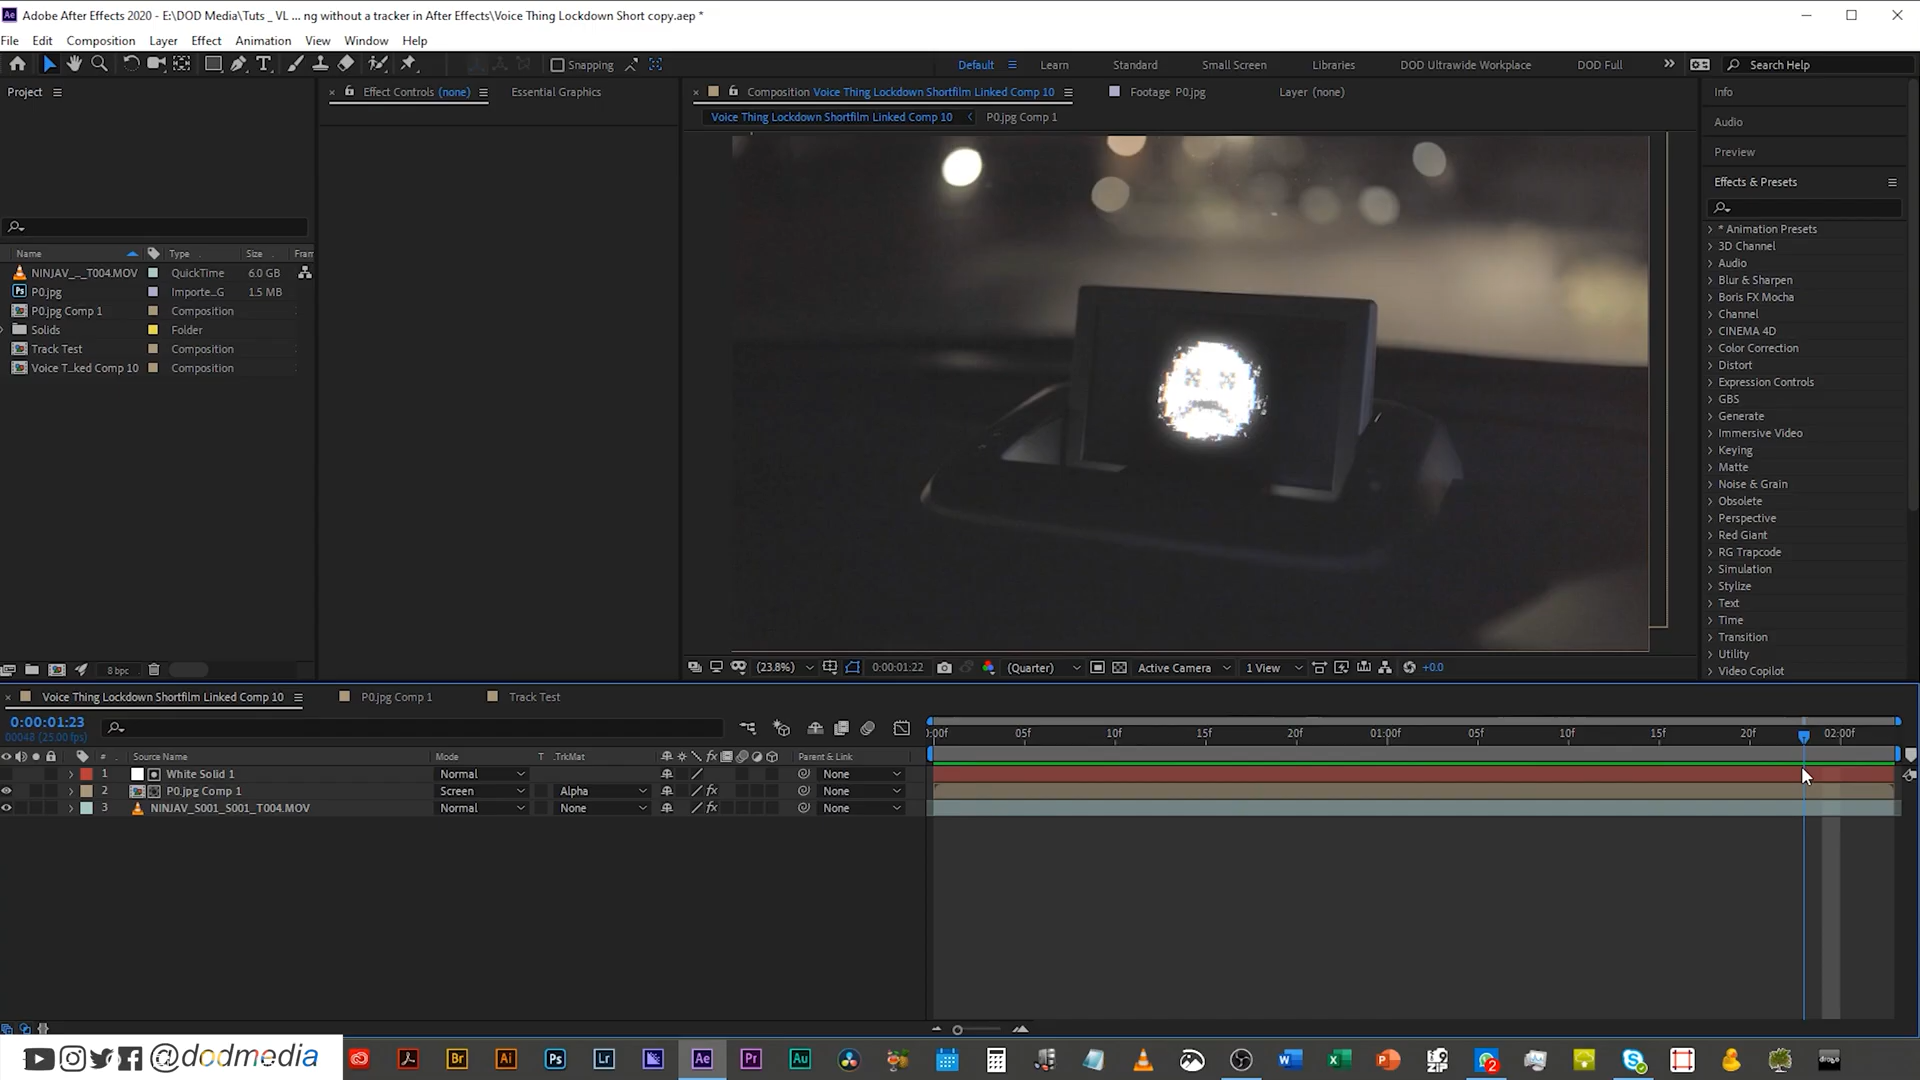 Adobe After Effects 2020 - E:\DOD Media\Tuts _ VL ... ng without a tracker in After Effects\Voice Thing Lockdown Short copy.aep *
File Edit Composition Layer Effect Animation View Window Help
Snapping Default Learn Standard Small Screen Libraries DOD Ultrawide Workplace DOD Full Search Help
Project Effect Controls (none) Essential Graphics Composition Voice Thing Lockdown Shortfilm Linked Comp 10 Footage P0.jpg Layer (none) Info
Voice Thing Lockdown Shortfilm Linked Comp 10 P0.jpg Comp 1
Audio
Preview
Effects & Presets
Name Type Size Fram
NINJAV_-_T004.MOV QuickTime 6.0 GB
P0.jpg Importe...G 1.5 MB
P0.jpg Comp 1 Composition
Solids Folder
Track Test Composition
Voice T...ked Comp 10 Composition
* Animation Presets
3D Channel
Audio
Blur & Sharpen
Boris FX Mocha
Channel
CINEMA 4D
Color Correction
Distort
Expression Controls
GBS
Generate
Immersive Video
Keying
Matte
Noise & Grain
Obsolete
Perspective
Red Giant
RG Trapcode
Simulation
Stylize
Text
Time
Transition
Utility
Video Copilot
8 bpc (23.8%) 0:00:01:22 (Quarter) Active Camera 1 View +0.0
Voice Thing Lockdown Shortfilm Linked Comp 10 P0.jpg Comp 1 Track Test
0:00:01:23
00048 (25.00 fps)
:00f 05f 10f 15f 20f 01:00f 05f 10f 15f 20f 02:00f
# Source Name Mode T .TrkMat Parent & Link
1 White Solid 1 Normal None
2 P0.jpg Comp 1 Screen Alpha None
3 NINJAV_S001_S001_T004.MOV Normal None None
@dodmedia Br Ai Ps Lr Ae Pr Au 2